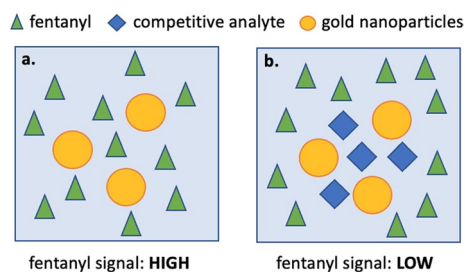 fentanyl competitive analyte gold nanoparticles
a.
b.
fentanyl signal: HIGH
fentanyl signal: LOW